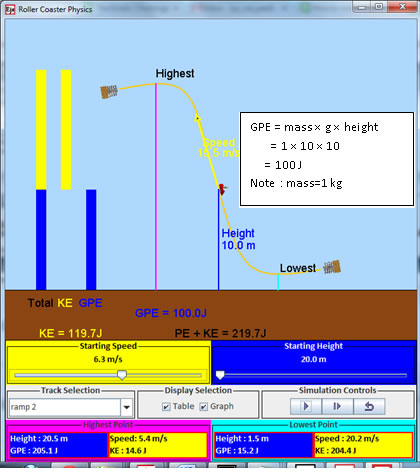 Roller Coaster Physics
Highest
Speed
15.5 m/s
GPE = mass × g × height
= 1 × 10 × 10
= 100 J
Note : mass=1 kg
Height
10.0 m
Lowest
Total KE GPE
GPE = 100.0J
KE = 119.7J
PE + KE = 219.7J
Starting Speed
6.3 m/s
Starting Height
20.0 m
Track Selection
ramp 2
Display Selection
Table
Graph
Simulation Controls
Highest Point
Height : 20.5 m
GPE : 205.1 J
Speed: 5.4 m/s
KE : 14.6 J
Lowest Point
Height : 1.5 m
GPE : 15.2 J
Speed : 20.2 m/s
KE : 204.4 J